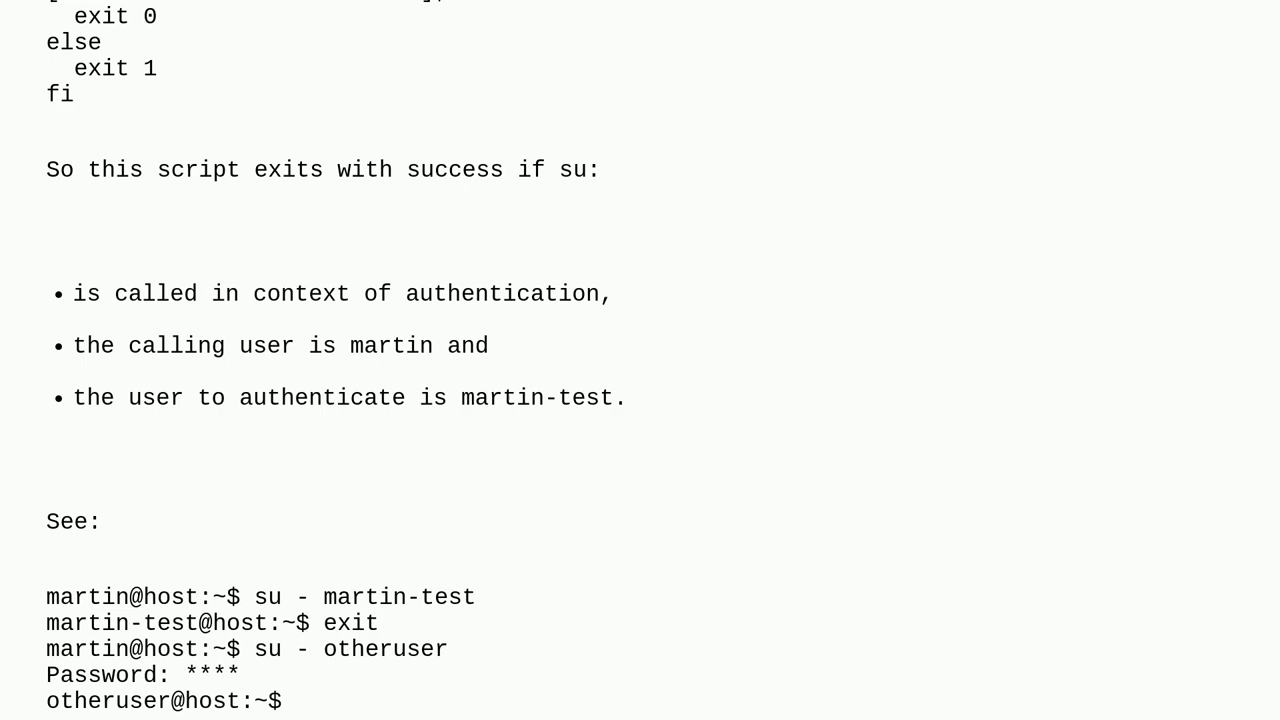 exit 0
else
exit 1
fi
So this script exits with success if su:
• is called in context of authentication,
• the calling user is martin and
• the user to authenticate is martin-test.
See:
martin@host:~$ su - martin-test
martin-test@host:~$ exit
martin@host:~$ su - otheruser
Password: ****
otheruser@host:~$